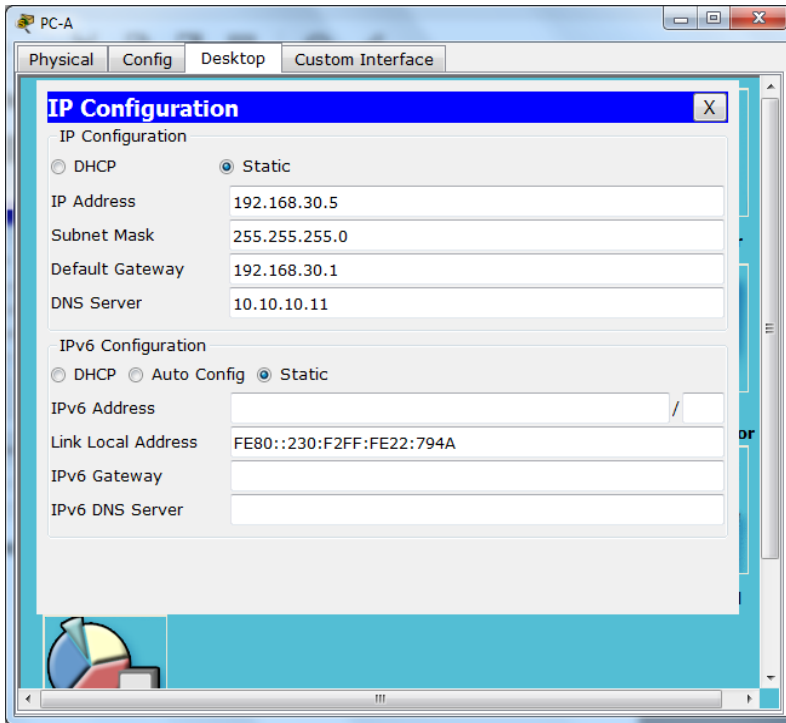 PC-A
Physical Config Desktop Custom Interface
IP Configuration X
IP Configuration
DHCP Static
IP Address 192.168.30.5
Subnet Mask 255.255.255.0
Default Gateway 192.168.30.1
DNS Server 10.10.10.11
IPv6 Configuration
DHCP Auto Config Static
IPv6 Address /
Link Local Address FE80::230:F2FF:FE22:794A
IPv6 Gateway
IPv6 DNS Server